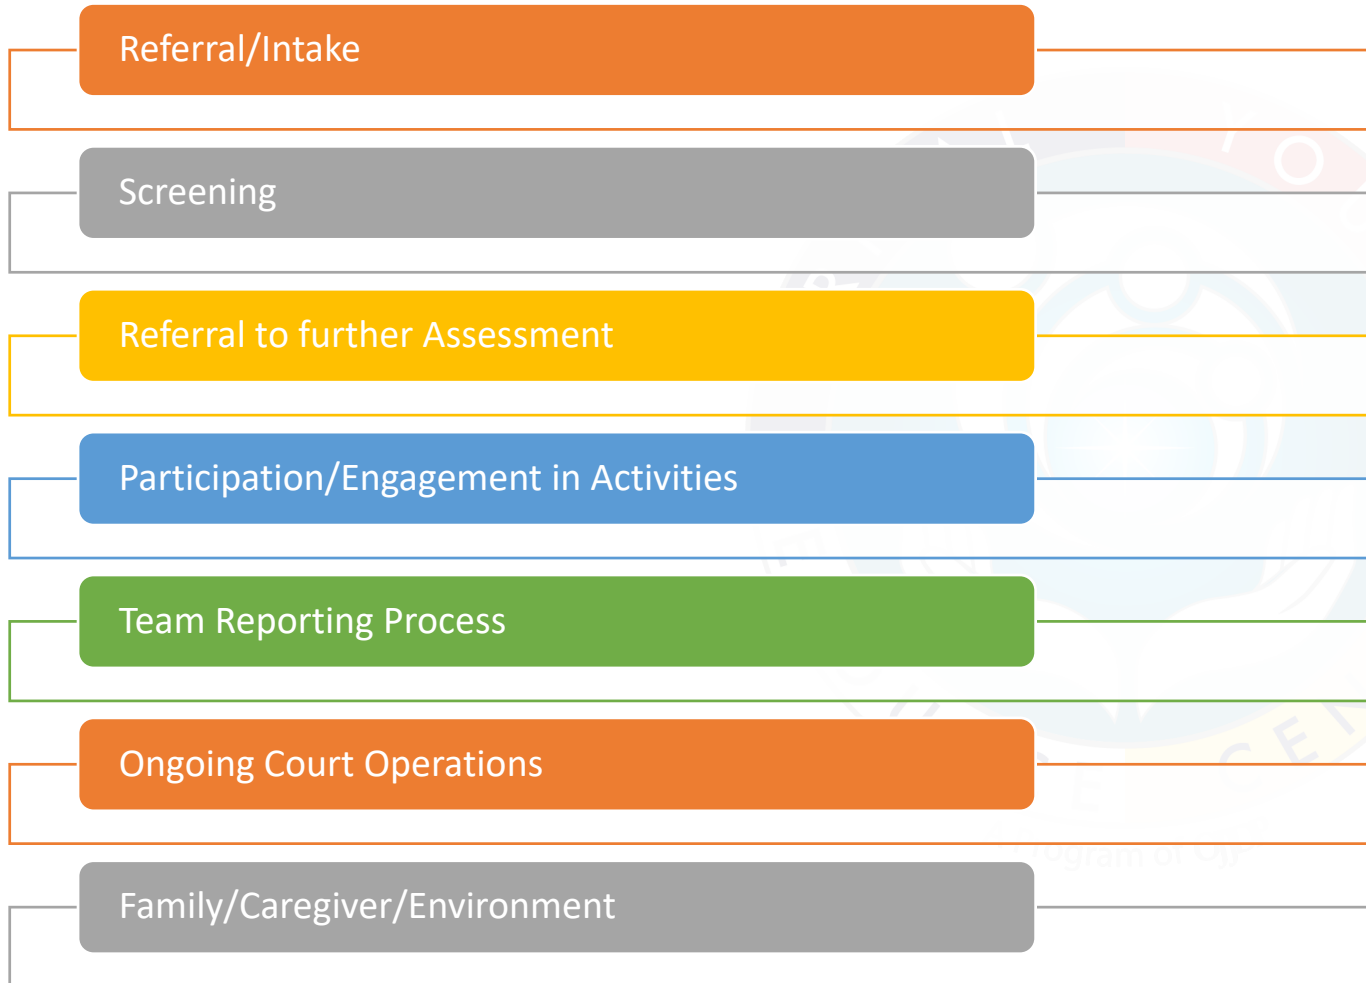 Referral/Intake
Screening
Referral to further Assessment
Participation/Engagement in Activities
Team Reporting Process
Ongoing Court Operations
Family/Caregiver/Environment